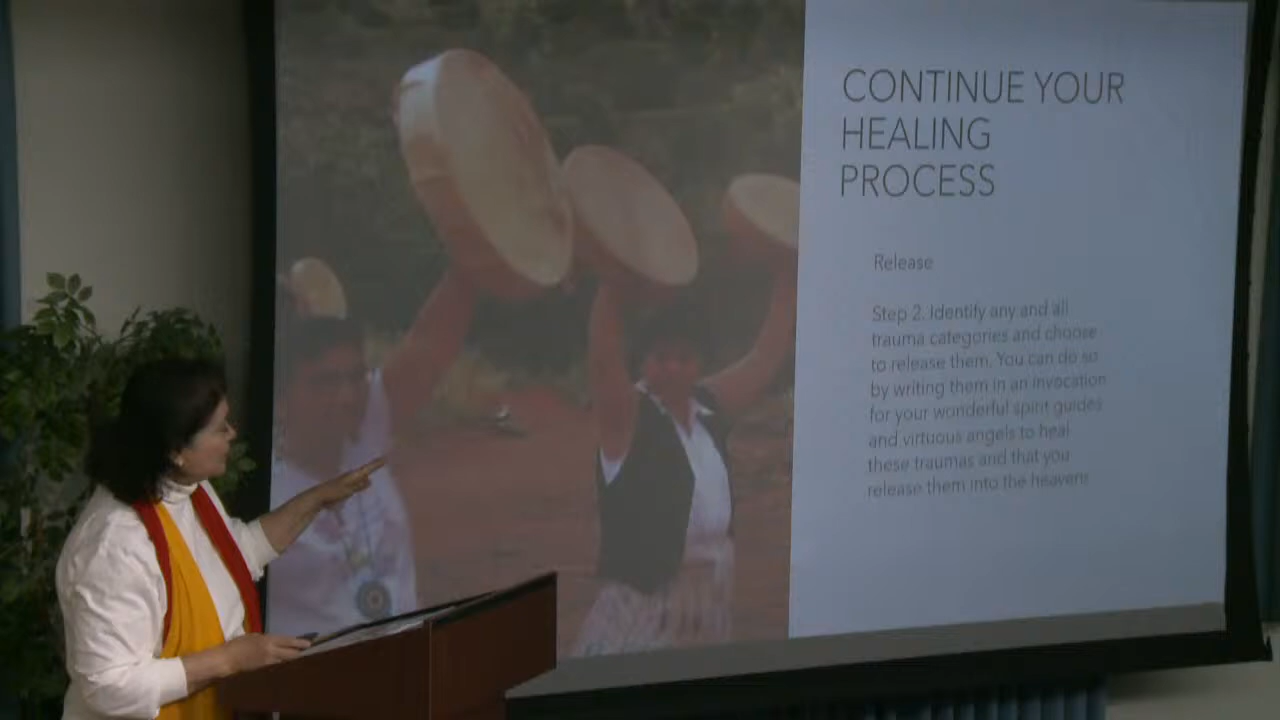 CONTINUE YOUR
HEALING
PROCESS
Release
Step 2. Identify any and all
trauma categories and choose
to release them. You can do so
by writing them in an invocation
for your wonderful spirit guides
and virtuous angels to heal
these traumas and that you
release them into the heavens